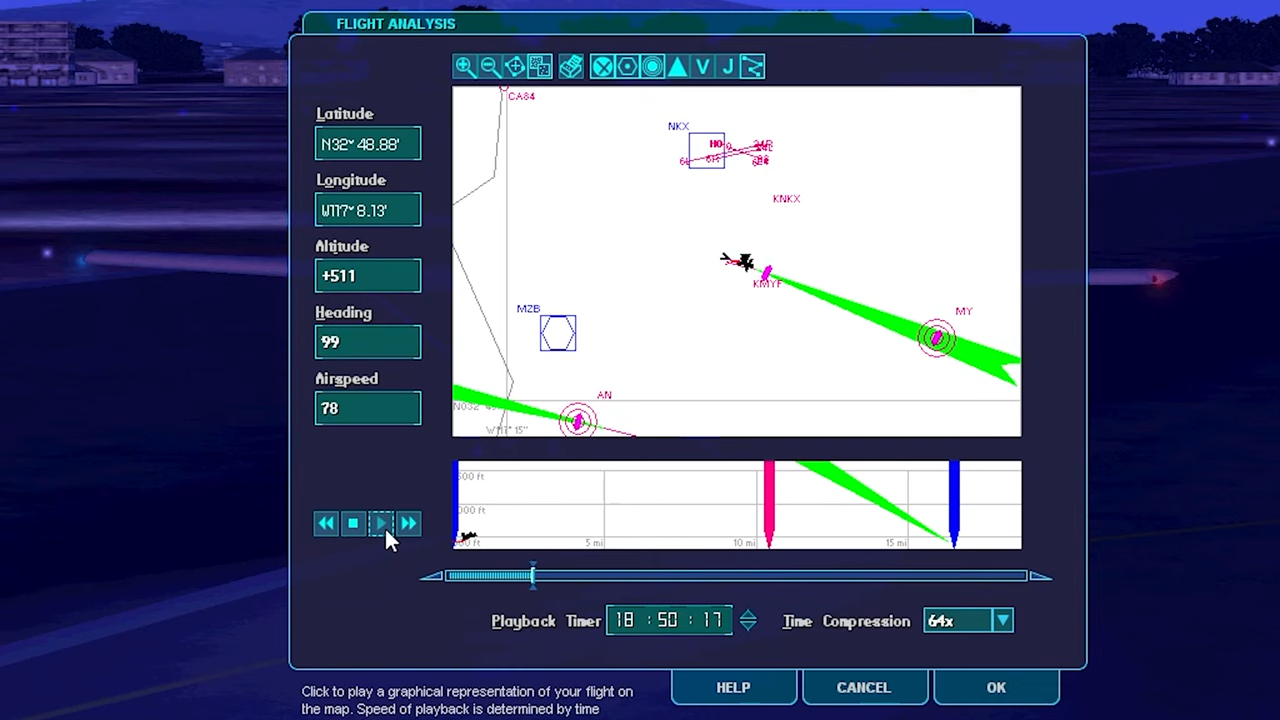 FLIGHT ANALYSIS
V J
Latitude
N32˘ 48.88'
Longitude
W117˘ 8.13'
Altitude
+511
Heading
99
Airspeed
78
CA84
NKX
KNKX
KMYF
MZB
MY
AN
W117˘ 15"
5 mi
10 mi
15 mi
Playback Timer 18 : 50 : 17 Time Compression 64x
Click to play a graphical representation of your flight on
the map. Speed of playback is determined by time
HELP CANCEL OK